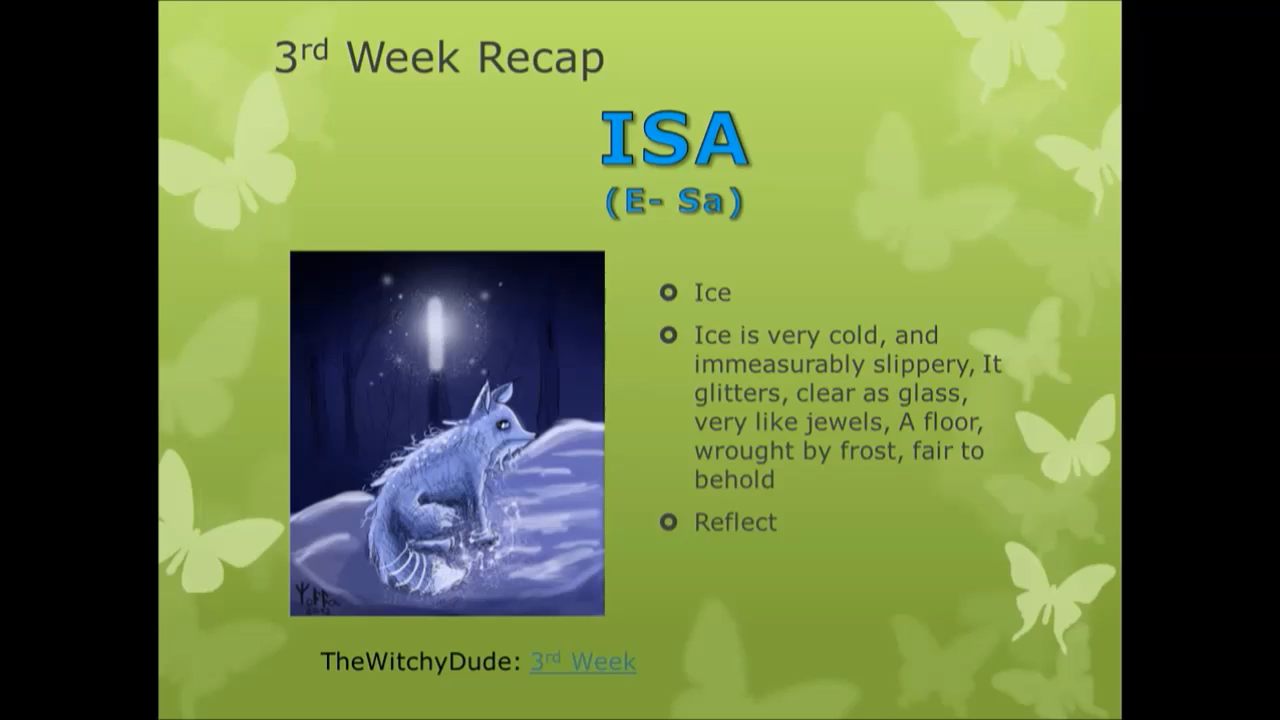 3rd Week Recap
ISA
(E- Sa)
Ice
Ice is very cold, and
immeasurably slippery, It
glitters, clear as glass,
very like jewels, A floor,
wrought by frost, fair to
behold
Reflect
TheWitchyDude: 3rd Week